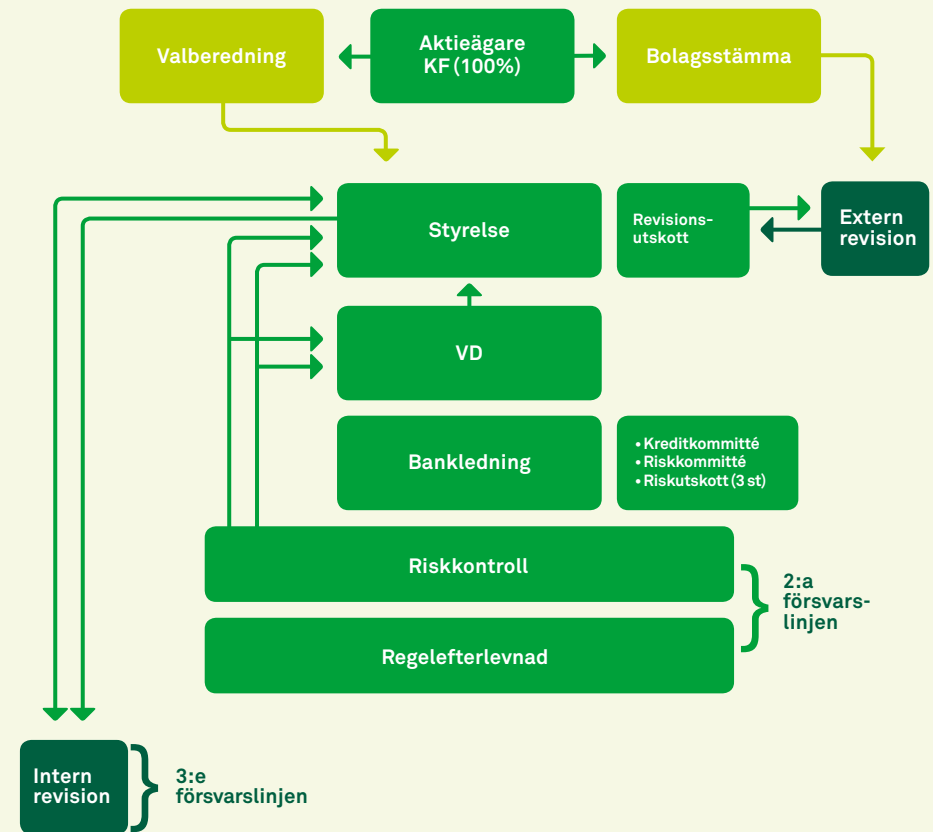 Valberedning
Aktieägare
KF (100%)
Bolagsstämma
Styrelse
Revisions-
utskott
Extern
revision
VD
Bankledning
• Kreditkommitté
• Riskkommitté
• Riskutskott (3 st)
Riskkontroll
2:a
försvars-
linjen
Regelefterlevnad
Intern
revision
3:e
försvarslinjen